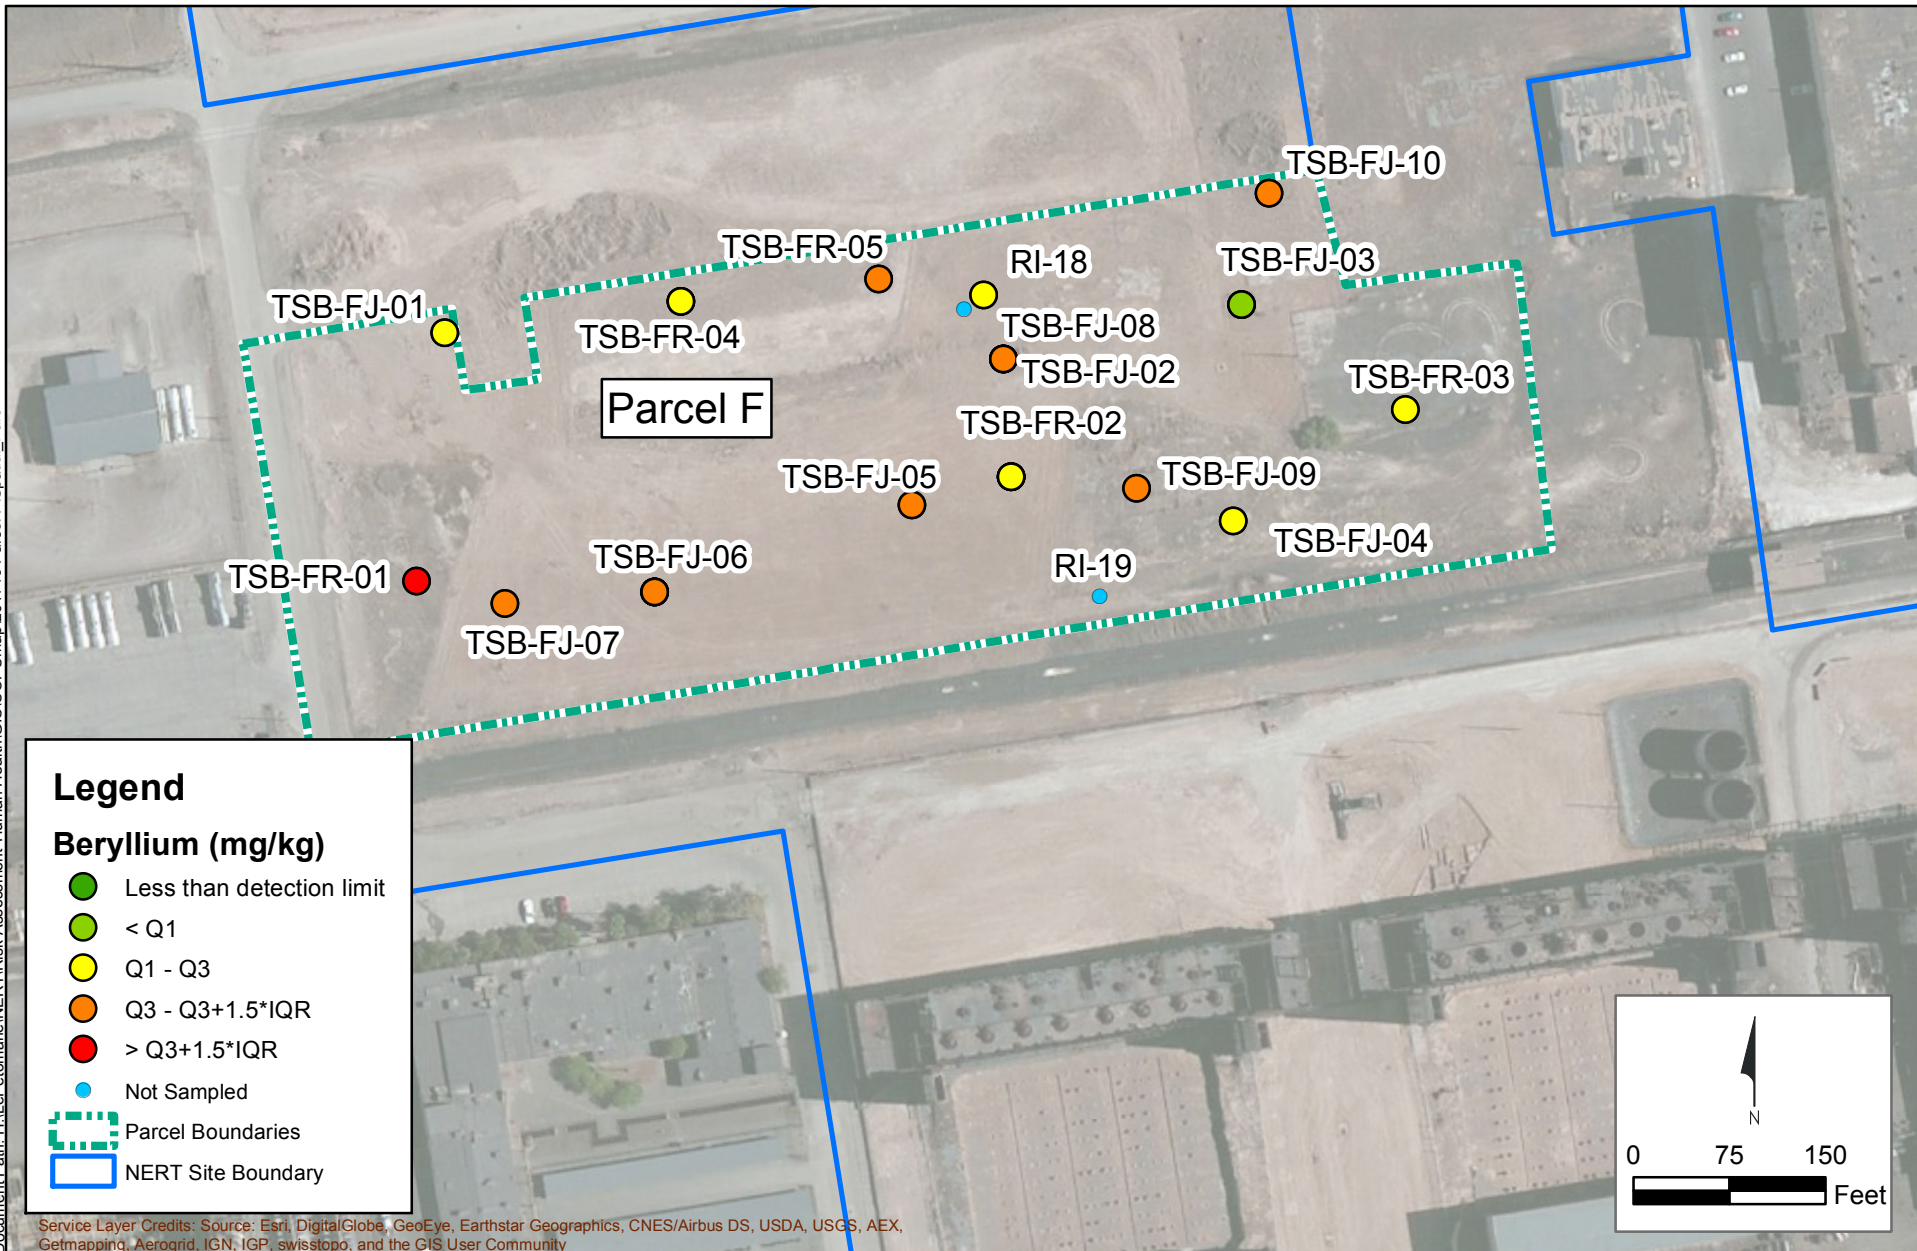 TSB-FJ-10
TSB-FR-05
RI-18
TSB-FJ-03
TSB-FJ-01
TSB-FR-04
TSB-FJ-08
TSB-FJ-02
TSB-FR-03
Parcel F
TSB-FR-02
TSB-FJ-05
TSB-FJ-09
TSB-FJ-04
TSB-FJ-06
RI-19
TSB-FR-01
TSB-FJ-07
Legend
Beryllium (mg/kg)
Less than detection limit
< Q1
Q1 - Q3
Q3 - Q3+1.5*IQR
> Q3+1.5*IQR
Not Sampled
Parcel Boundaries
NERT Site Boundary
N
0 75 150
Feet
Service Layer Credits: Source: Esri, DigitalGlobe, GeoEye, Earthstar Geographics, CNES/Airbus DS, USDA, USGS, AEX,
Getmapping, Aerogrid, IGN, IGP, swisstopo, and the GIS User Community